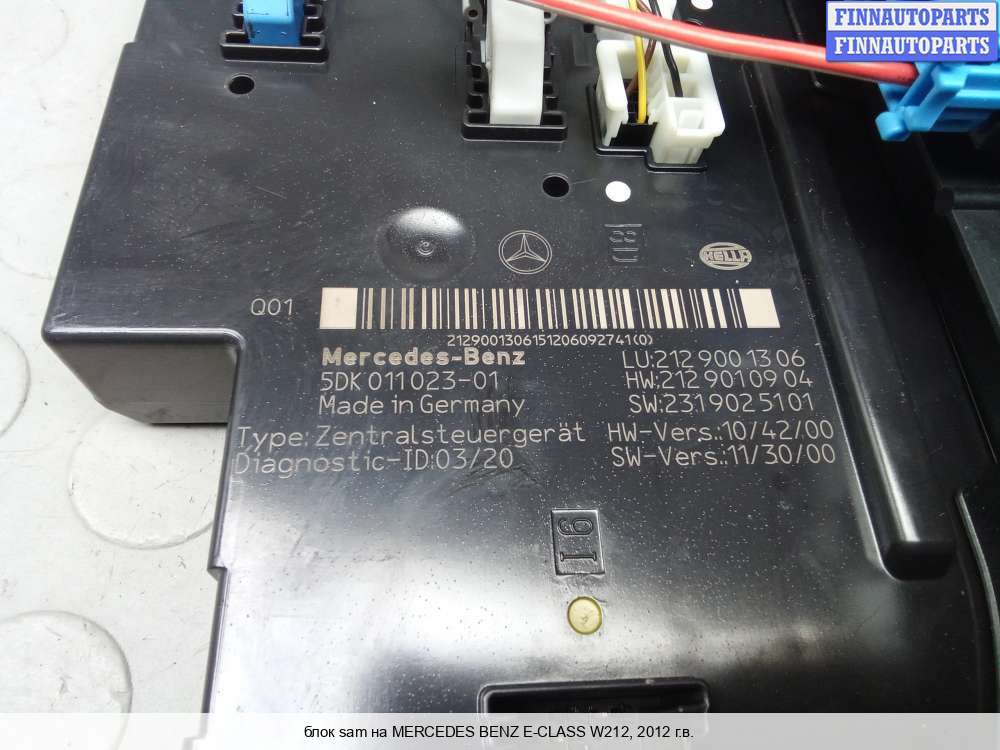 FINNAUTOPARTS
FINNAUTOPARTS
HELLA
Q01
2129001306151206092741(0)
Mercedes-Benz
LU:212 900 13 06
5DK 011 023-01
HW:212 901 09 04
Made in Germany
SW:231 902 51 01
Type: Zentralsteuergerät
HW-Vers.:10/42/00
Diagnostic-ID:03/20
SW-Vers.:11/30/00
блок sam на MERCEDES BENZ E-CLASS W212, 2012 г.в.